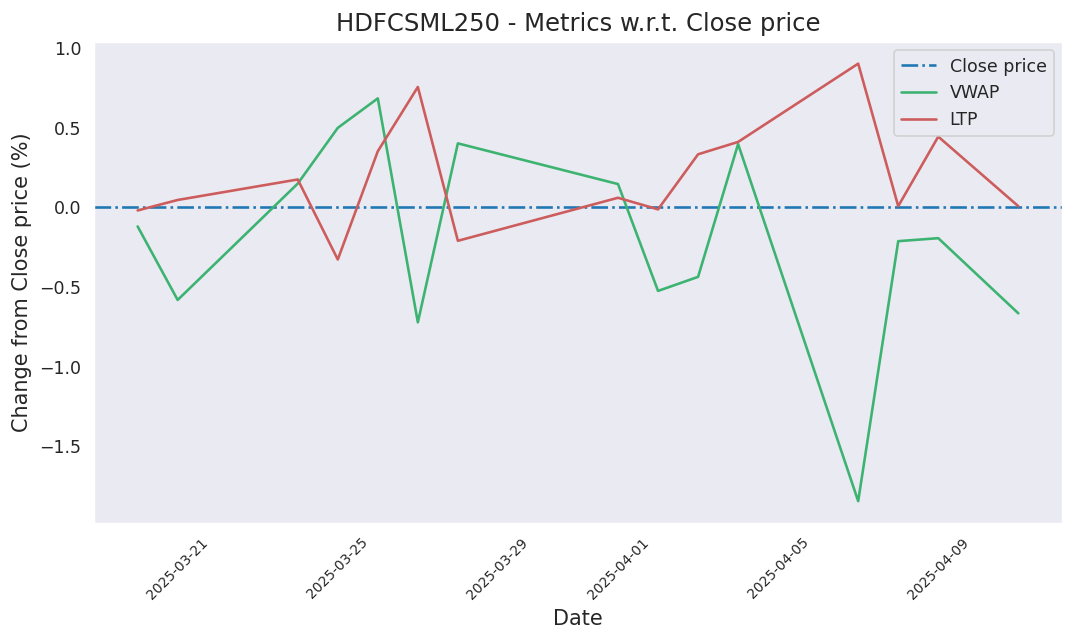 HDFCSML250 - Metrics w.r.t. Close price
Change from Close price (%)
1.0
0.5
0.0
−0.5
−1.0
−1.5
Close price
VWAP
LTP
2025-03-21
2025-03-25
2025-03-29
2025-04-01
2025-04-05
2025-04-09
Date